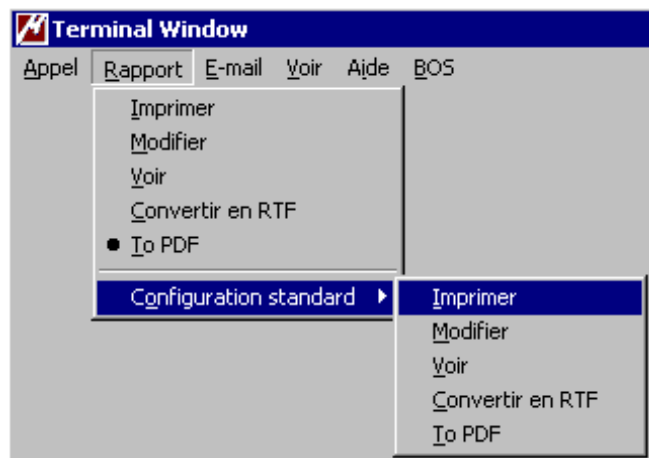 Terminal Window
Appel Rapport E-mail Voir Aide BOS
Imprimer
Modifier
Voir
Convertir en RTF
To PDF
Configuration standard
Imprimer
Modifier
Voir
Convertir en RTF
To PDF